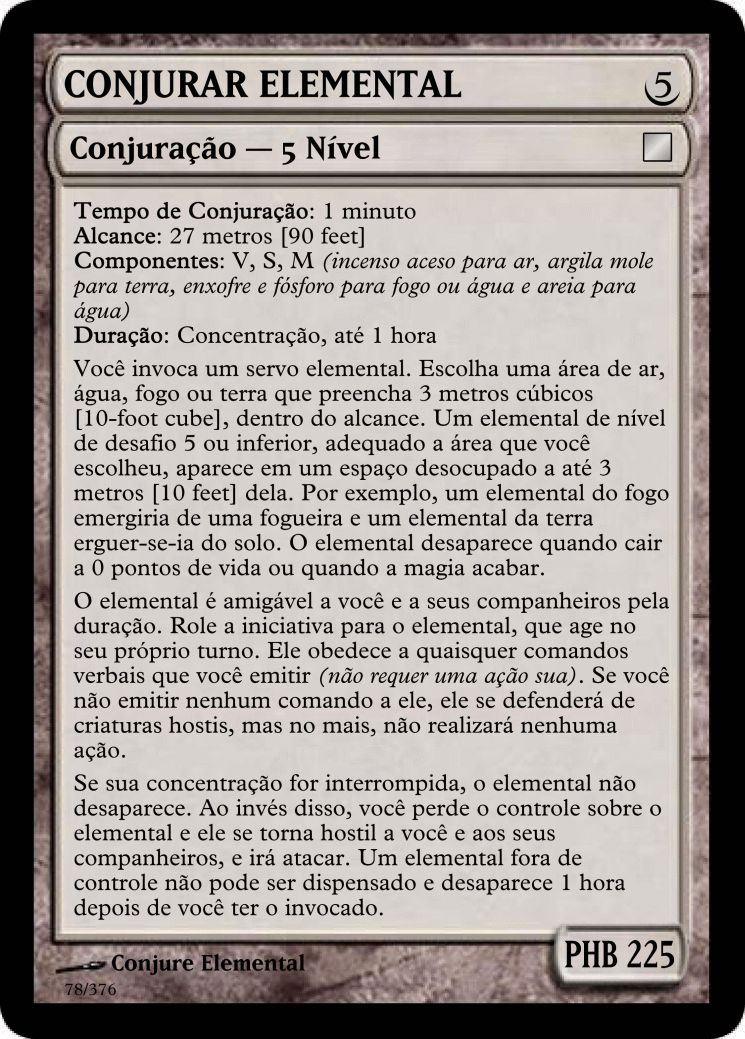 CONJURAR ELEMENTAL
5
Conjuração — 5 Nível
Tempo de Conjuração: 1 minuto
Alcance: 27 metros [90 feet]
Componentes: V, S, M (incenso aceso para ar, argila mole
para terra, enxofre e fósforo para fogo ou água e areia para
água)
Duração: Concentração, até 1 hora
Você invoca um servo elemental. Escolha uma área de ar,
água, fogo ou terra que preencha 3 metros cúbicos
[10-foot cube], dentro do alcance. Um elemental de nível
de desafio 5 ou inferior, adequado a área que você
escolheu, aparece em um espaço desocupado a até 3
metros [10 feet] dela. Por exemplo, um elemental do fogo
emergiria de uma fogueira e um elemental da terra
erguer-se-ia do solo. O elemental desaparece quando cair
a 0 pontos de vida ou quando a magia acabar.
O elemental é amigável a você e a seus companheiros pela
duração. Role a iniciativa para o elemental, que age no
seu próprio turno. Ele obedece a quaisquer comandos
verbais que você emitir (não requer uma ação sua). Se você
não emitir nenhum comando a ele, ele se defenderá de
criaturas hostis, mas no mais, não realizará nenhuma
ação.
Se sua concentração for interrompida, o elemental não
desaparece. Ao invés disso, você perde o controle sobre o
elemental e ele se torna hostil a você e aos seus
companheiros, e irá atacar. Um elemental fora de
controle não pode ser dispensado e desaparece 1 hora
depois de você ter o invocado.
PHB 225
Conjure Elemental
78/376